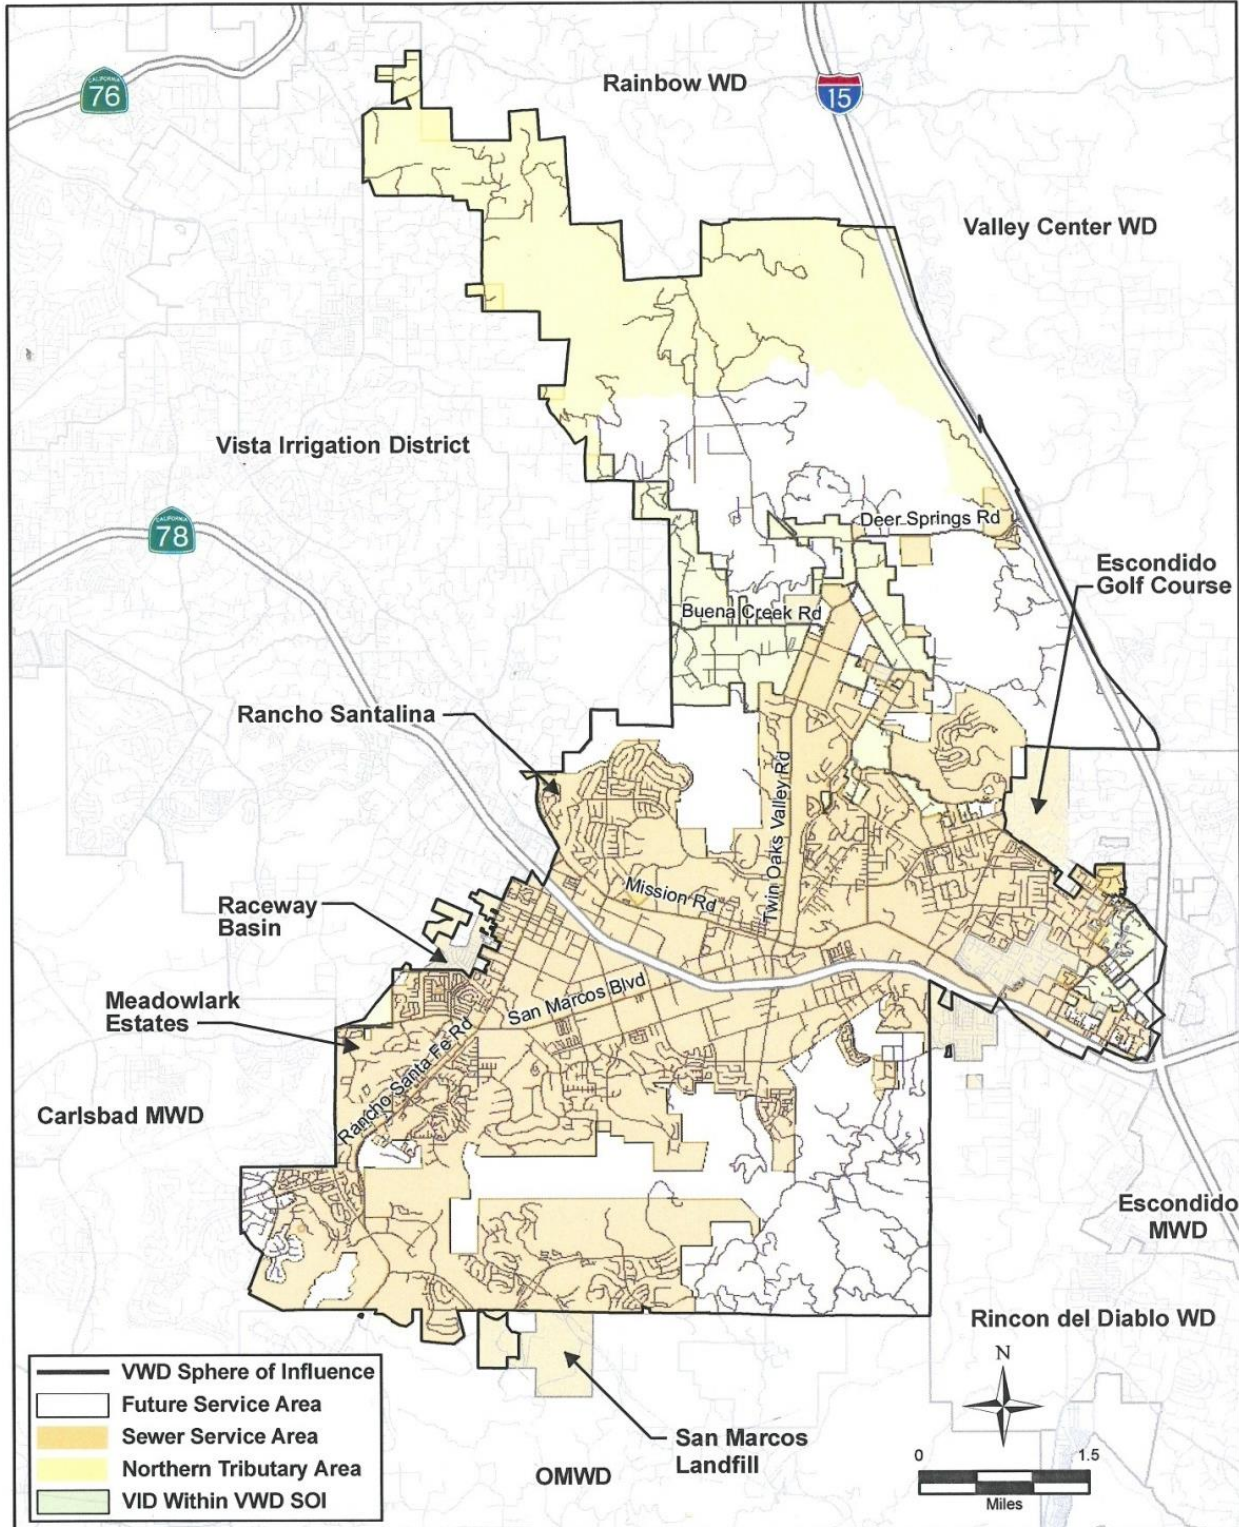 Rainbow WD
CALIFORNIA
76
15
Valley Center WD
Vista Irrigation District
CALIFORNIA
78
Deer Springs Rd
Escondido
Golf Course
Buena Creek Rd
Rancho Santalina
Twin Oaks Valley Rd
Mission Rd
Raceway
Basin
San Marcos Blvd
Meadowlark
Estates
Rancho Santa Fe Rd
Carlsbad MWD
Escondido
MWD
Rincon del Diablo WD
VWD Sphere of Influence
Future Service Area
Sewer Service Area
Northern Tributary Area
VID Within VWD SOI
San Marcos
Landfill
OMWD
N
0 1.5
Miles